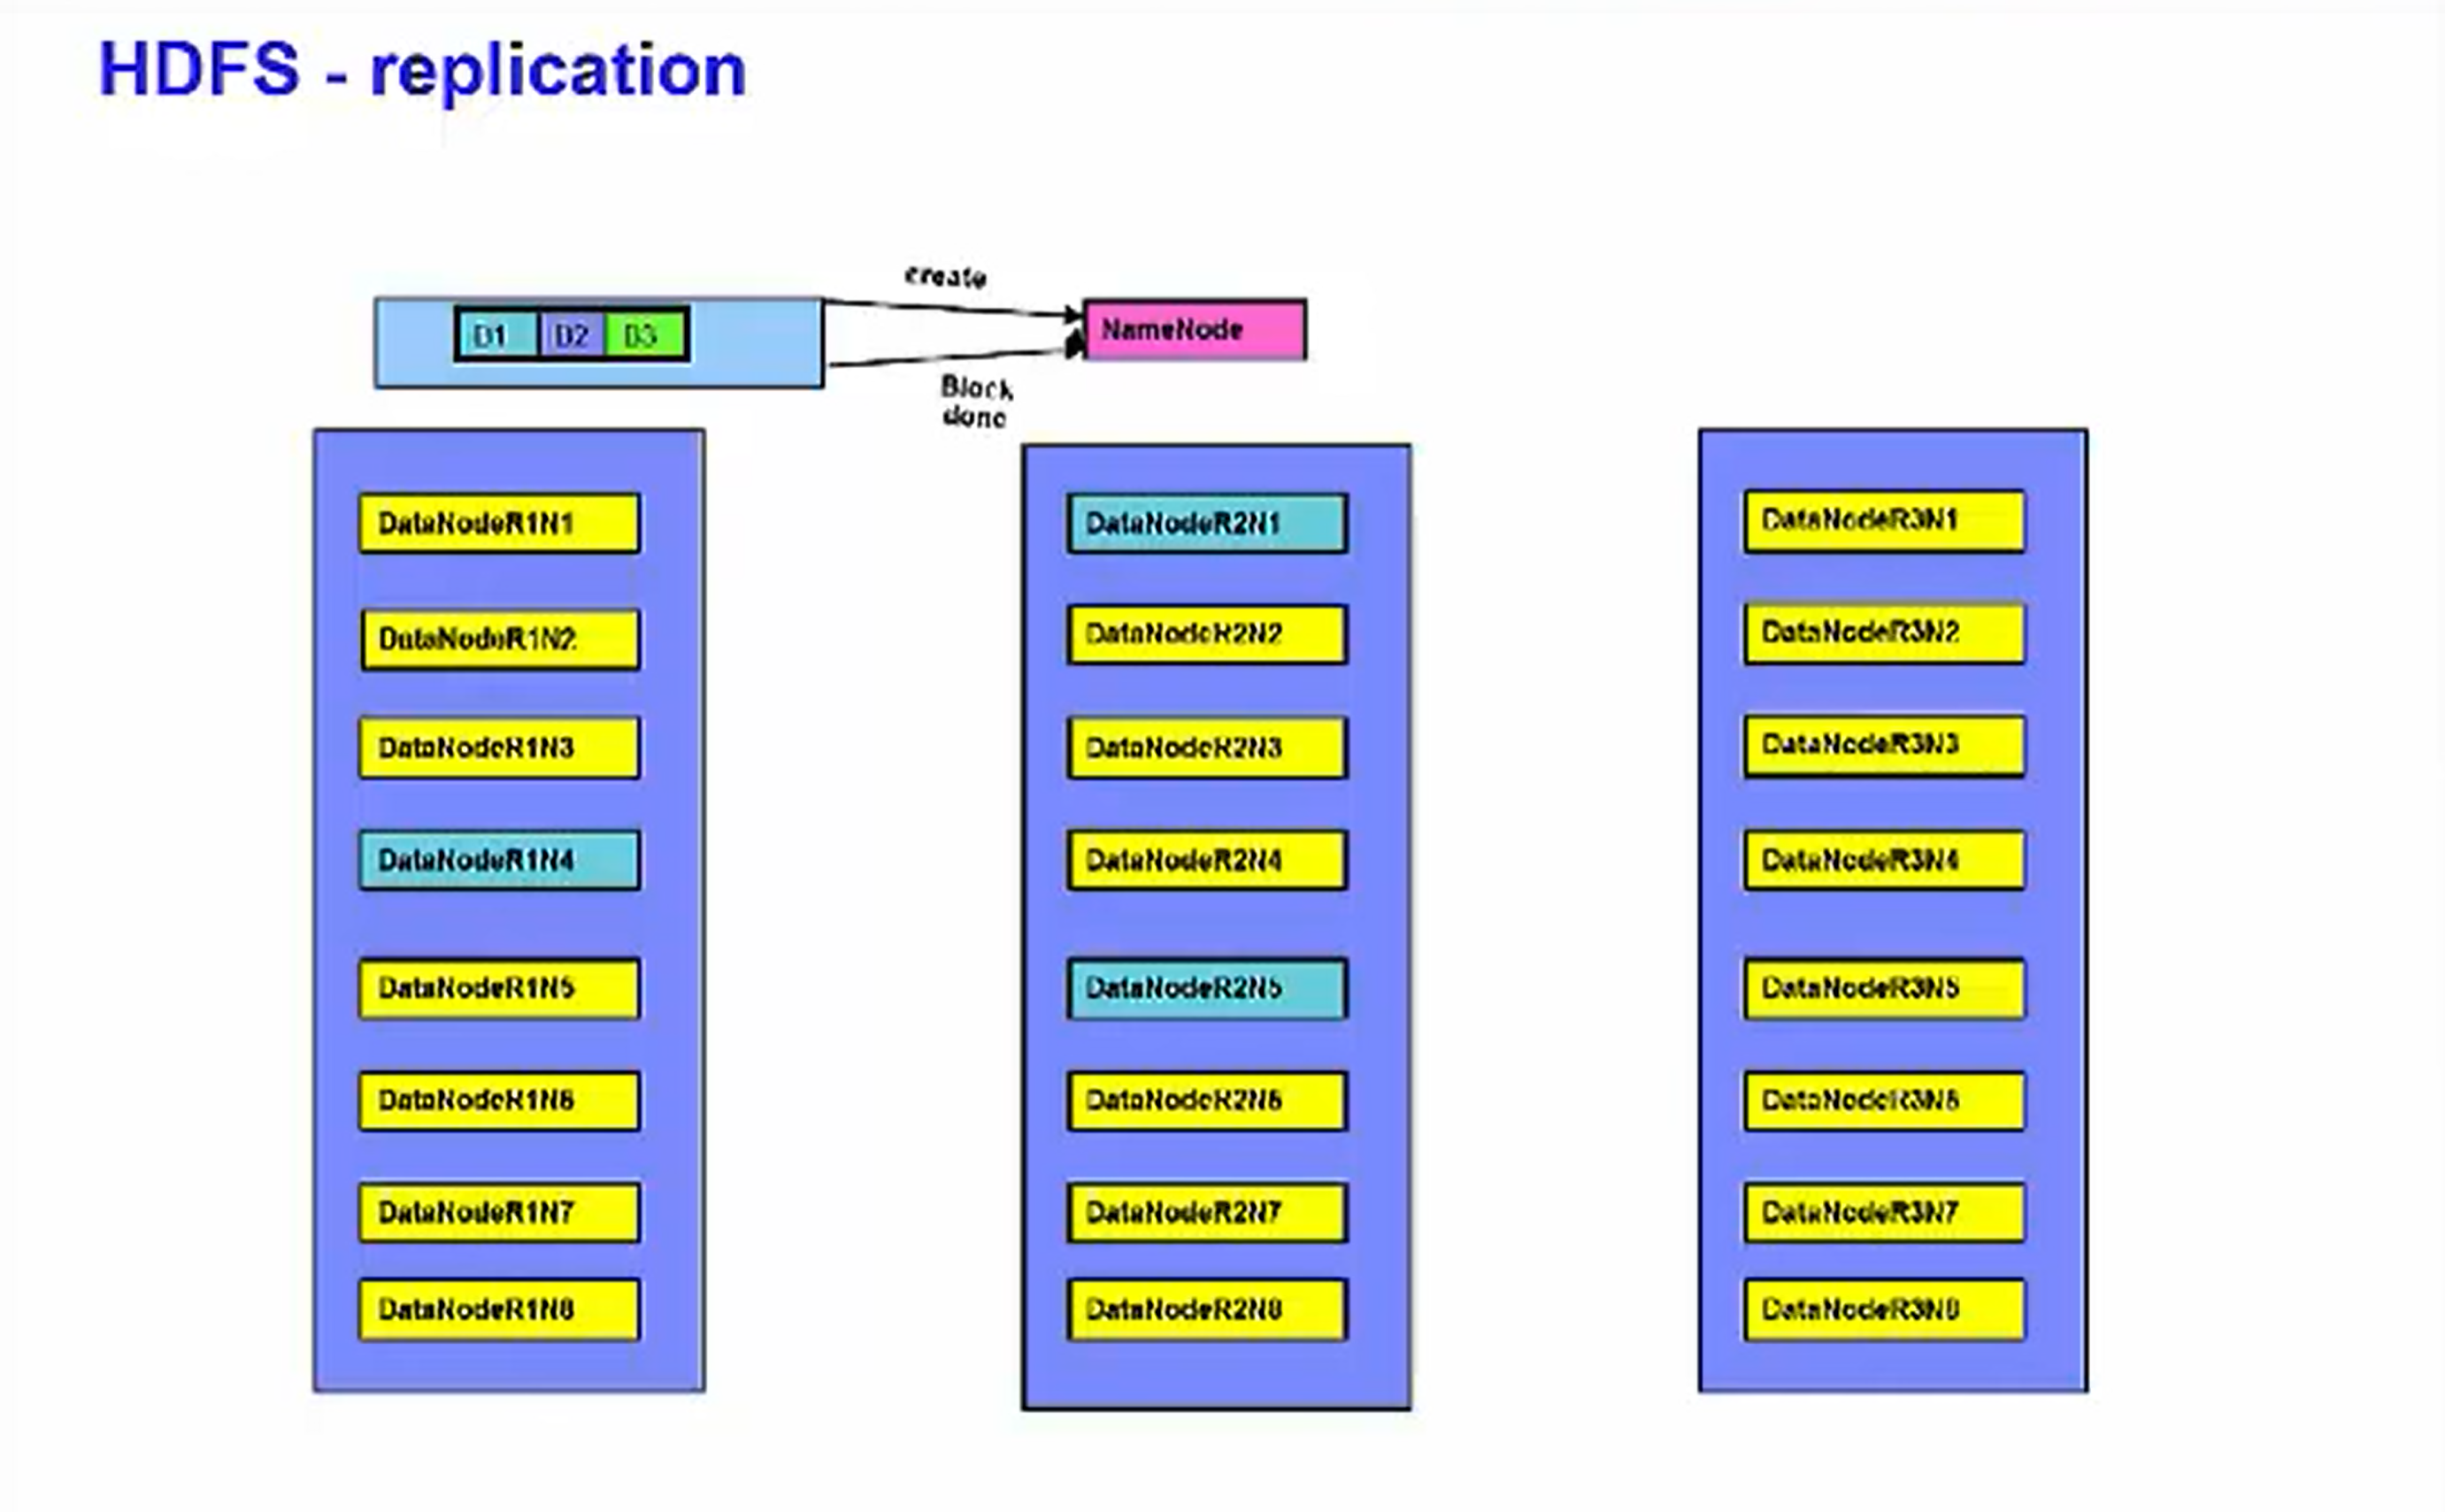 HDFS - replication
create
D1 D2 D3
NameNode
Block
done
DataNodeR1N1
DataNodeR1N2
DataNodeR1N3
DataNodeR1N4
DataNodeR1N5
DataNodeR1N6
DataNodeR1N7
DataNodeR1N8
DataNodeR2N1
DataNodeR2N2
DataNodeR2N3
DataNodeR2N4
DataNodeR2N5
DataNodeR2N6
DataNodeR2N7
DataNodeR2N8
DataNodeR3N1
DataNodeR3N2
DataNodeR3N3
DataNodeR3N4
DataNodeR3N5
DataNodeR3N6
DataNodeR3N7
DataNodeR3N8